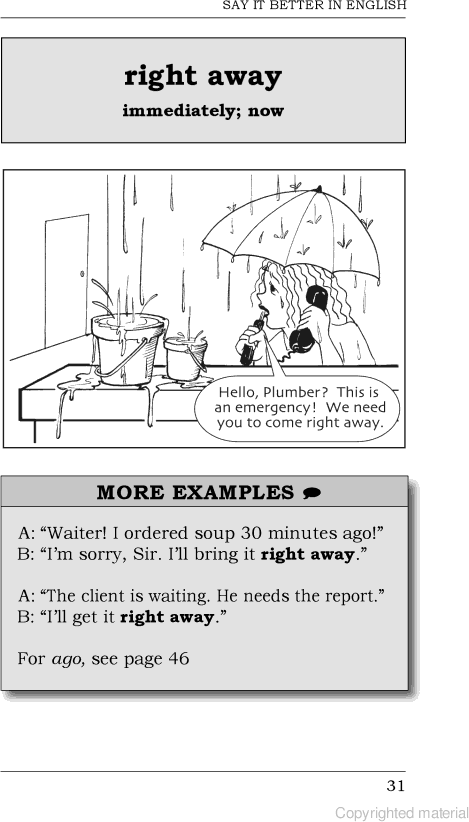 SAY IT BETTER IN ENGLISH
right away
immediately; now
Hello, Plumber? This is
an emergency! We need
you to come right away.
MORE EXAMPLES
A: “Waiter! I ordered soup 30 minutes ago!”
B: “I’m sorry, Sir. I’ll bring it right away.”
A: “The client is waiting. He needs the report.”
B: “I’ll get it right away.”
For ago, see page 46
31
Copyrighted material